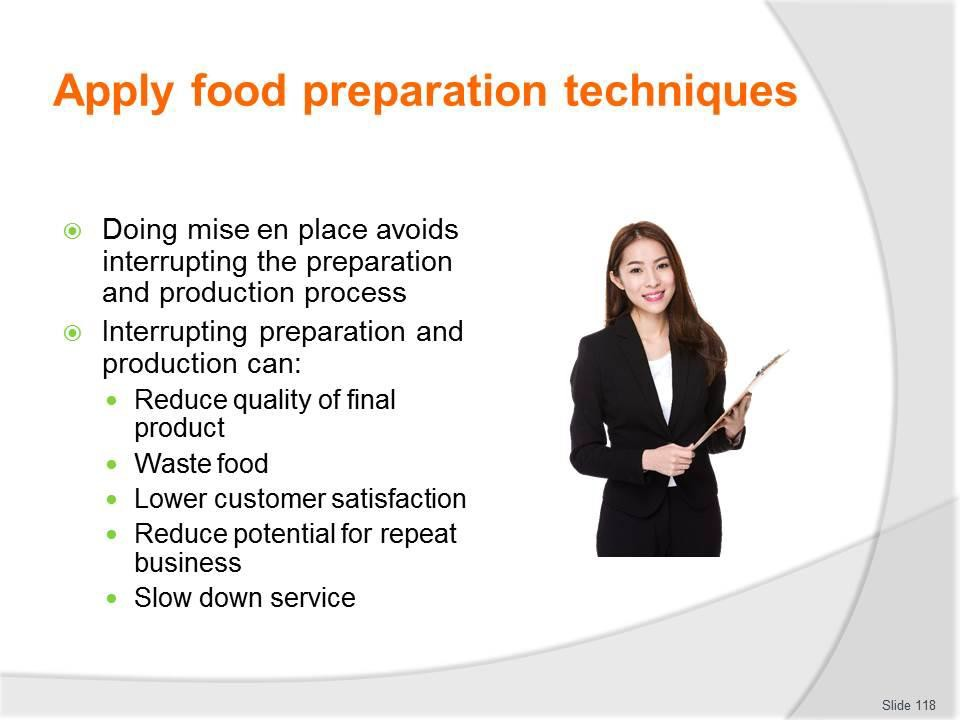 Apply food preparation techniques
Doing mise en place avoids
interrupting the preparation
and production process
Interrupting preparation and
production can:
Reduce quality of final
product
Waste food
Lower customer satisfaction
Reduce potential for repeat
business
Slow down service
Slide 118